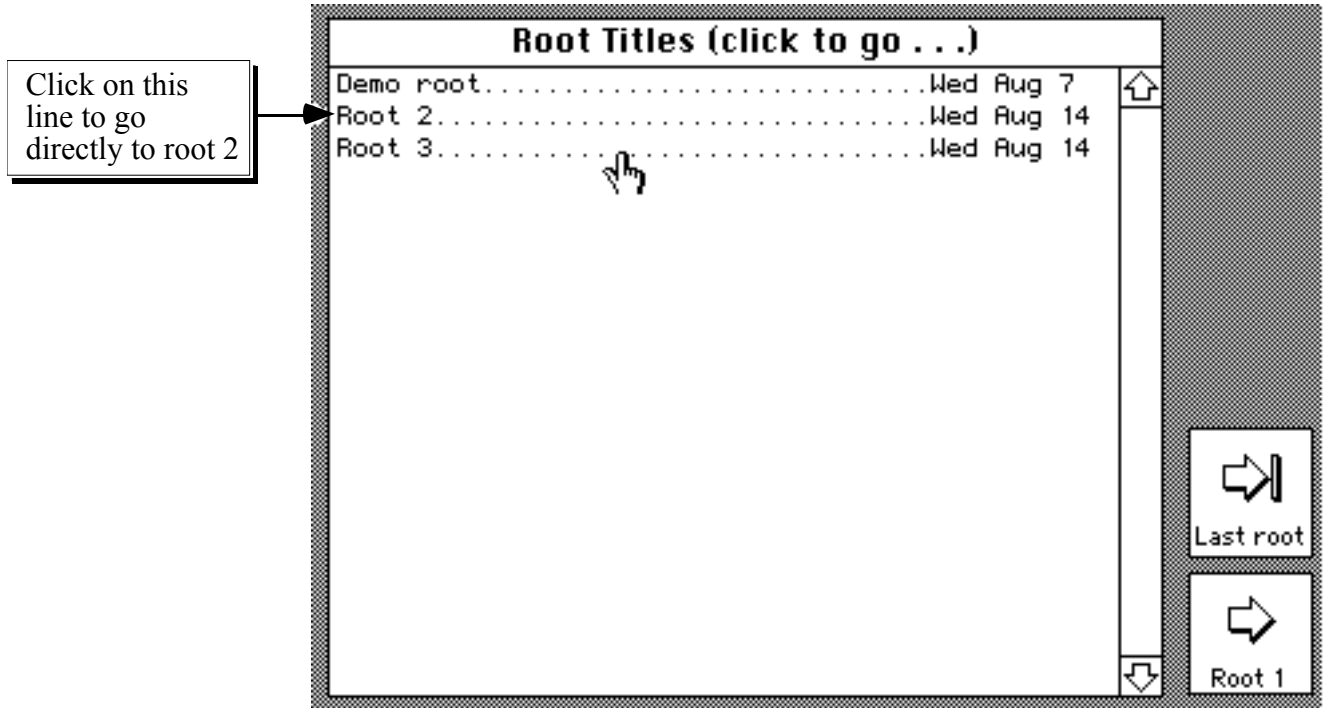 Root Titles (click to go . . .)
Click on this
line to go
directly to root 2
Demo root............................Wed Aug 7
Root 2...............................Wed Aug 14
Root 3...............................Wed Aug 14
Last root
Root 1